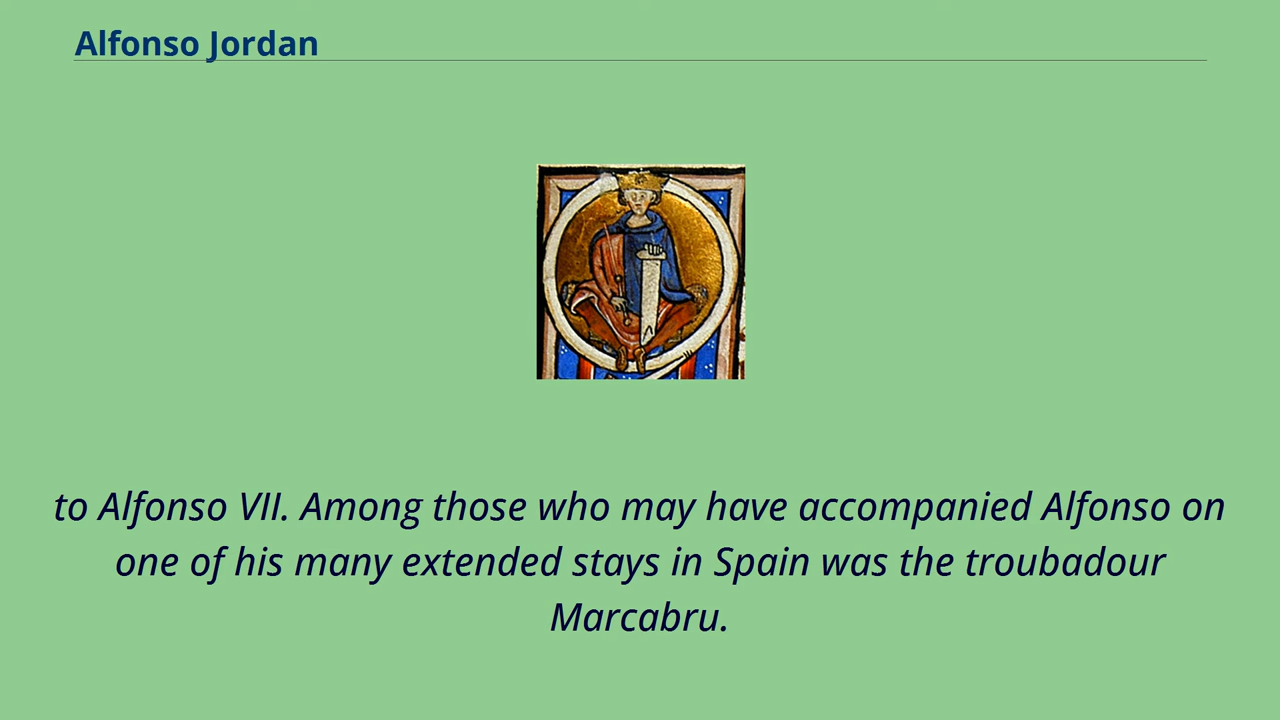 Alfonso Jordan
to Alfonso VII. Among those who may have accompanied Alfonso on
one of his many extended stays in Spain was the troubadour
Marcabru.